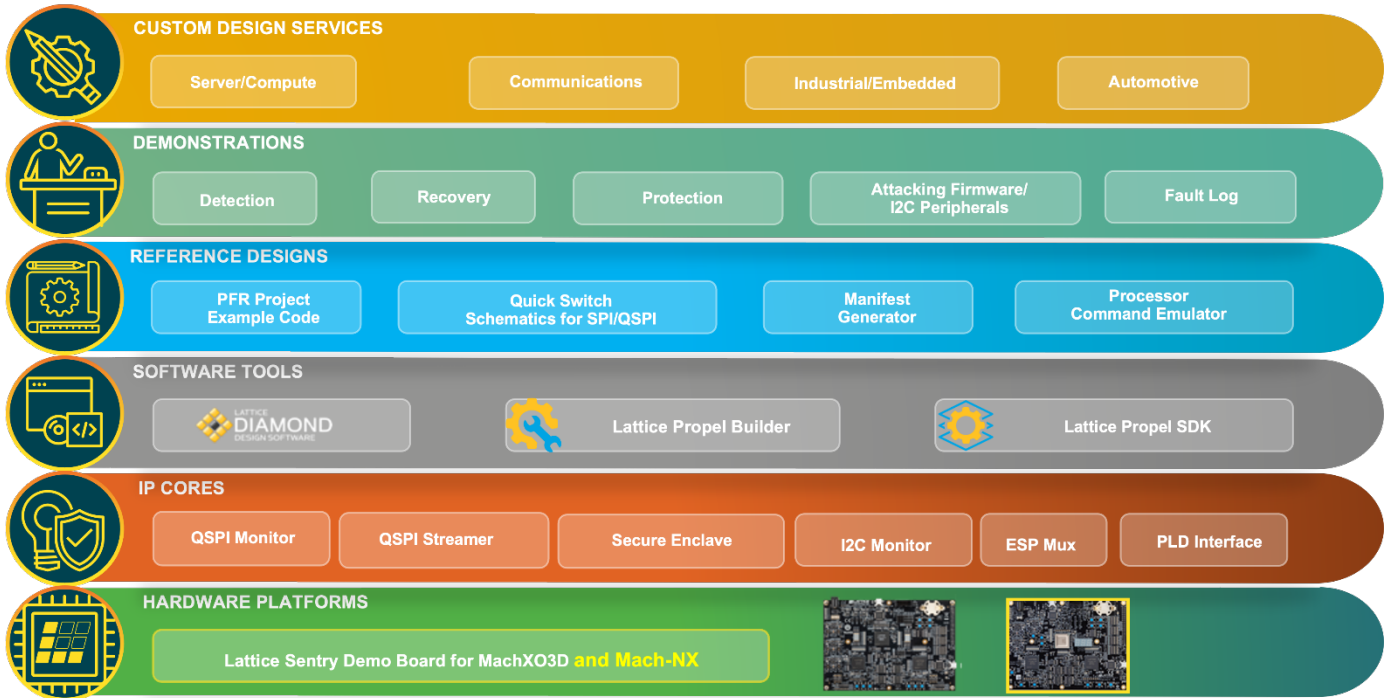 CUSTOM DESIGN SERVICES
Server/Compute
Communications
Industrial/Embedded
Automotive
DEMONSTRATIONS
Detection
Recovery
Protection
Attacking Firmware/
I2C Peripherals
Fault Log
REFERENCE DESIGNS
PFR Project
Example Code
Quick Switch
Schematics for SPI/QSPI
Manifest
Generator
Processor
Command Emulator
SOFTWARE TOOLS
LATTICE
DIAMOND
DESIGN SOFTWARE
</>
Lattice Propel Builder
Lattice Propel SDK
IP CORES
QSPI Monitor
QSPI Streamer
Secure Enclave
I2C Monitor
ESP Mux
PLD Interface
HARDWARE PLATFORMS
Lattice Sentry Demo Board for MachXO3D and Mach-NX